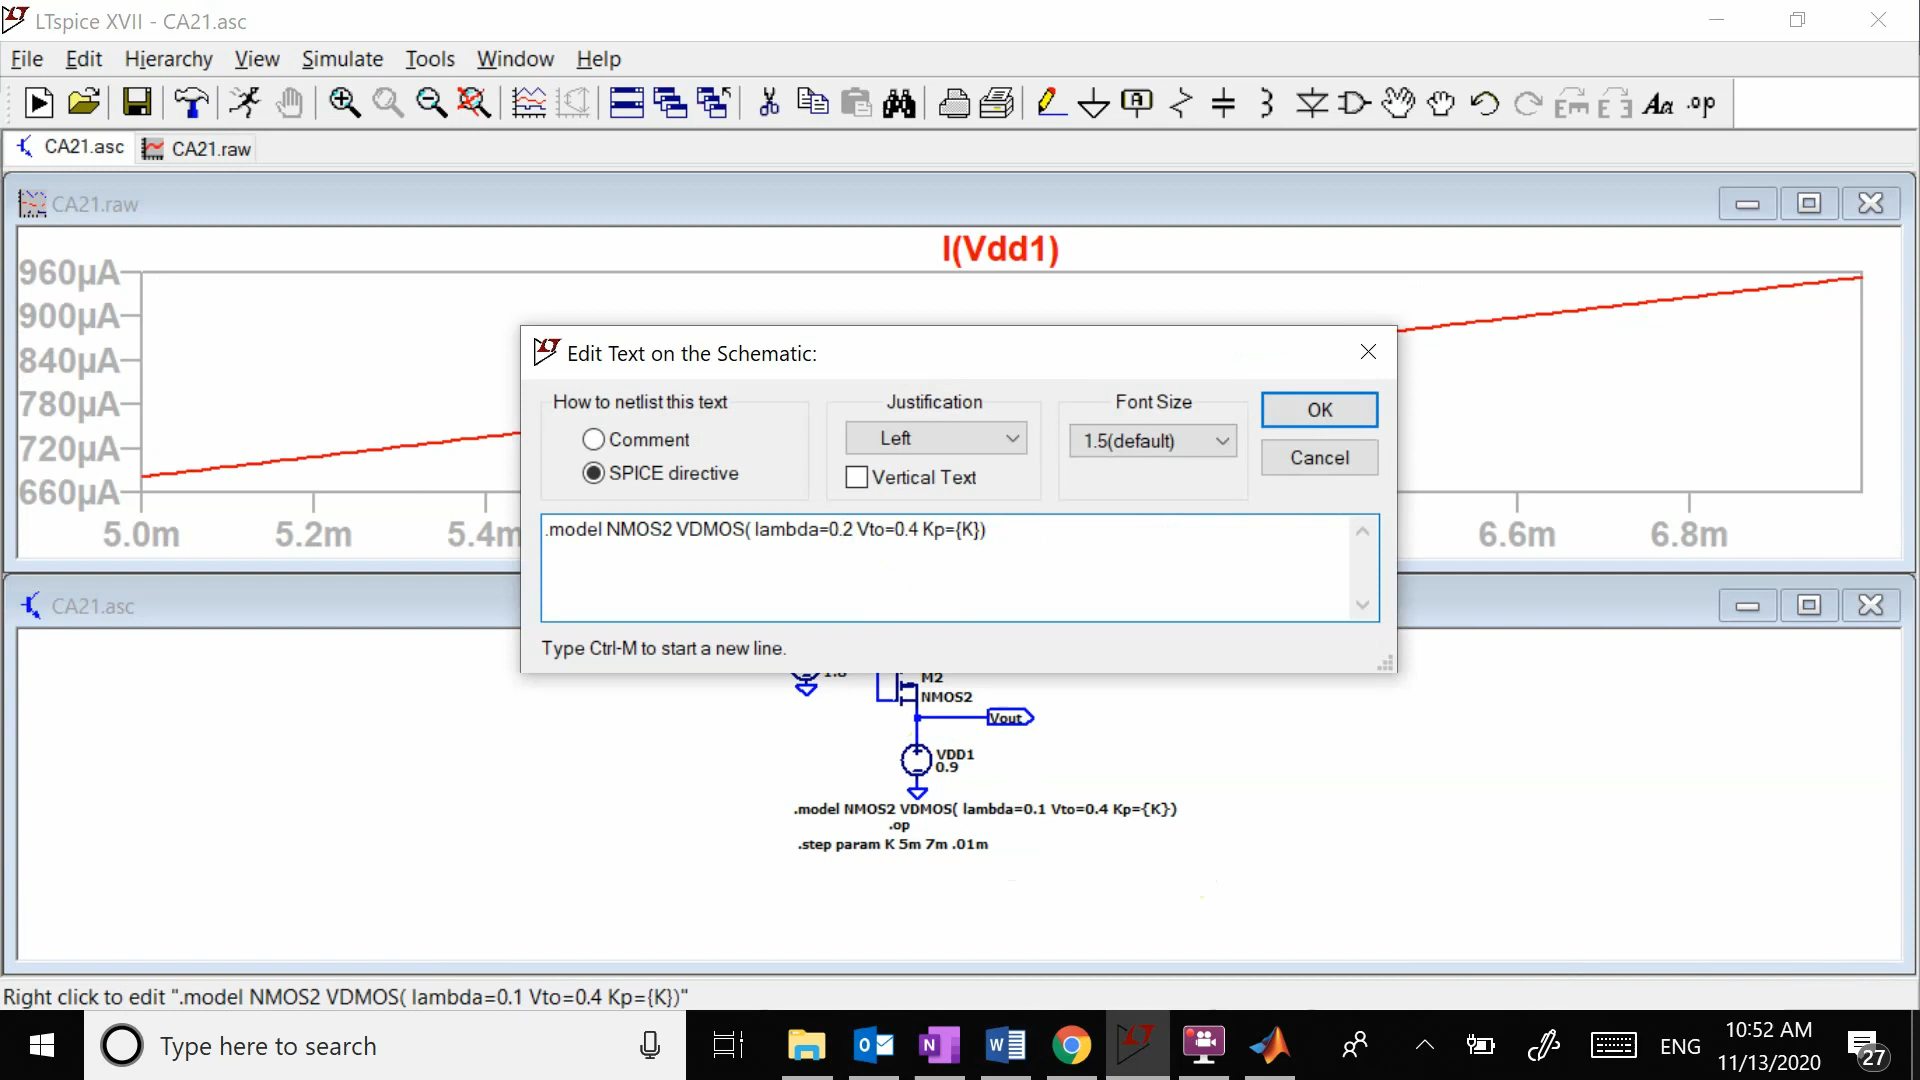 LTspice XVII - CA21.asc
File Edit Hierarchy View Simulate Tools Window Help
CA21.asc CA21.raw
CA21.raw
I(Vdd1)
960µA
900µA
840µA
780µA
720µA
660µA
5.0m 5.2m 5.4m 6.6m 6.8m
Edit Text on the Schematic:
How to netlist this text
Comment
SPICE directive
Justification
Left
Vertical Text
Font Size
1.5(default)
OK
Cancel
.model NMOS2 VDMOS( lambda=0.2 Vto=0.4 Kp={K})
Type Ctrl-M to start a new line.
CA21.asc
M2
NMOS2
Vout
VDD1
0.9
.model NMOS2 VDMOS( lambda=0.1 Vto=0.4 Kp={K})
.op
.step param K 5m 7m .01m
Right click to edit ".model NMOS2 VDMOS( lambda=0.1 Vto=0.4 Kp={K})"
Type here to search
ENG
10:52 AM
11/13/2020
27